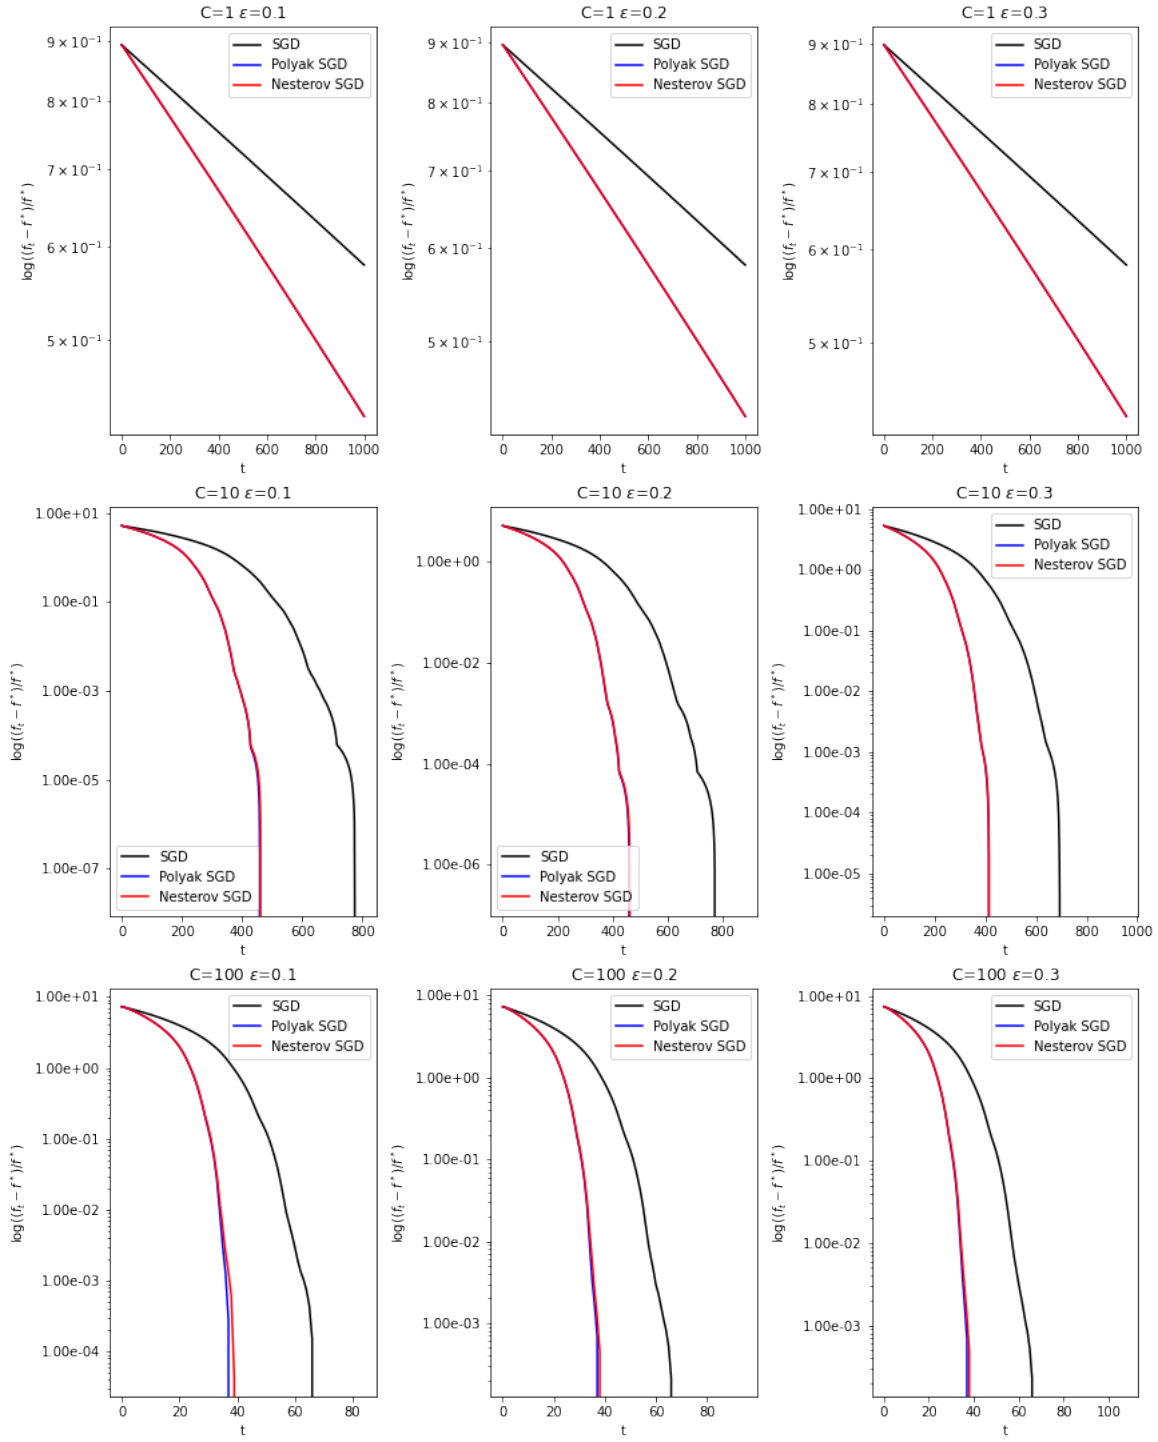 C=1 ε=0.1
9 × 10⁻¹
8 × 10⁻¹
7 × 10⁻¹
6 × 10⁻¹
5 × 10⁻¹
log((f_t − f*)/f*)
SGD
Polyak SGD
Nesterov SGD
0 200 400 600 800 1000
t
C=1 ε=0.2
9 × 10⁻¹
8 × 10⁻¹
7 × 10⁻¹
6 × 10⁻¹
5 × 10⁻¹
log((f_t − f*)/f*)
SGD
Polyak SGD
Nesterov SGD
0 200 400 600 800 1000
t
C=1 ε=0.3
9 × 10⁻¹
8 × 10⁻¹
7 × 10⁻¹
6 × 10⁻¹
5 × 10⁻¹
log((f_t − f*)/f*)
SGD
Polyak SGD
Nesterov SGD
0 200 400 600 800 1000
t
C=10 ε=0.1
1.00e+01
1.00e-01
1.00e-03
1.00e-05
1.00e-07
log((f_t − f*)/f*)
SGD
Polyak SGD
Nesterov SGD
0 200 400 600 800
t
C=10 ε=0.2
1.00e+00
1.00e-02
1.00e-04
1.00e-06
log((f_t − f*)/f*)
SGD
Polyak SGD
Nesterov SGD
0 200 400 600 800
t
C=10 ε=0.3
1.00e+01
1.00e+00
1.00e-01
1.00e-02
1.00e-03
1.00e-04
1.00e-05
log((f_t − f*)/f*)
SGD
Polyak SGD
Nesterov SGD
0 200 400 600 800 1000
t
C=100 ε=0.1
1.00e+01
1.00e+00
1.00e-01
1.00e-02
1.00e-03
1.00e-04
log((f_t − f*)/f*)
SGD
Polyak SGD
Nesterov SGD
0 20 40 60 80
t
C=100 ε=0.2
1.00e+01
1.00e+00
1.00e-01
1.00e-02
1.00e-03
log((f_t − f*)/f*)
SGD
Polyak SGD
Nesterov SGD
0 20 40 60 80
t
C=100 ε=0.3
1.00e+01
1.00e+00
1.00e-01
1.00e-02
1.00e-03
log((f_t − f*)/f*)
SGD
Polyak SGD
Nesterov SGD
0 20 40 60 80 100
t